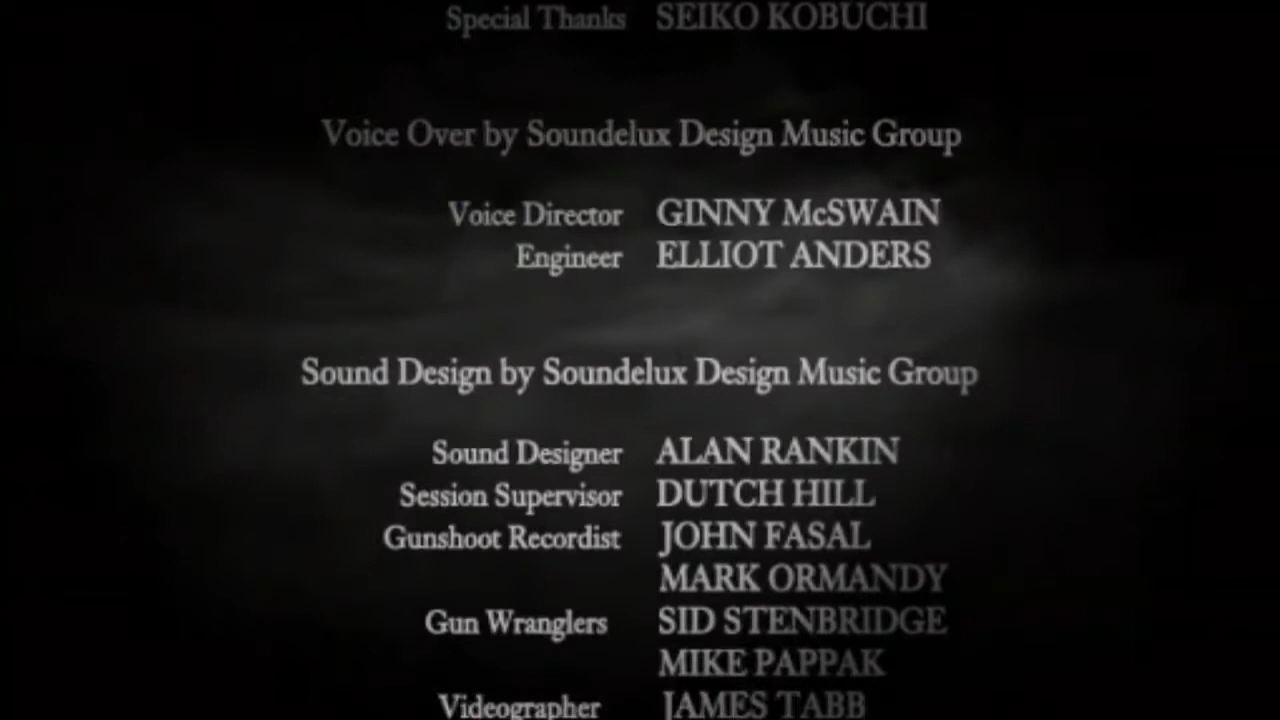 Special Thanks SEIKO KOBUCHI
Voice Over by Soundelux Design Music Group
Voice Director GINNY McSWAIN
Engineer ELLIOT ANDERS
Sound Design by Soundelux Design Music Group
Sound Designer ALAN RANKIN
Session Supervisor DUTCH HILL
Gunshoot Recordist JOHN FASAL
MARK ORMANDY
Gun Wranglers SID STENBRIDGE
MIKE PAPPAK
Videographer JAMES TABB